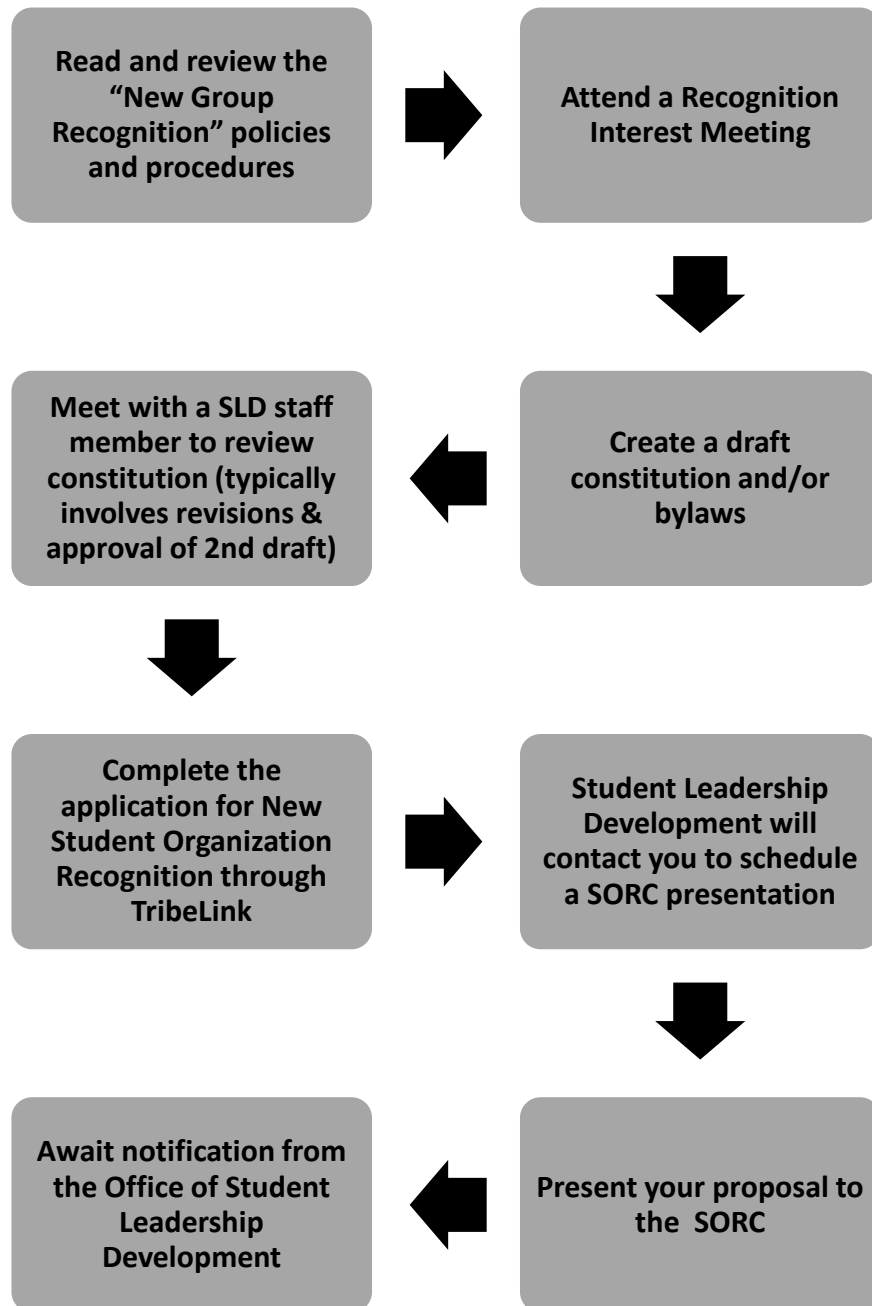 Read and review the
“New Group
Recognition” policies
and procedures
Attend a Recognition
Interest Meeting
Create a draft
constitution and/or
bylaws
Meet with a SLD staff
member to review
constitution (typically
involves revisions &
approval of 2nd draft)
Complete the
application for New
Student Organization
Recognition through
TribeLink
Student Leadership
Development will
contact you to schedule
a SORC presentation
Present your proposal to
the SORC
Await notification from
the Office of Student
Leadership
Development